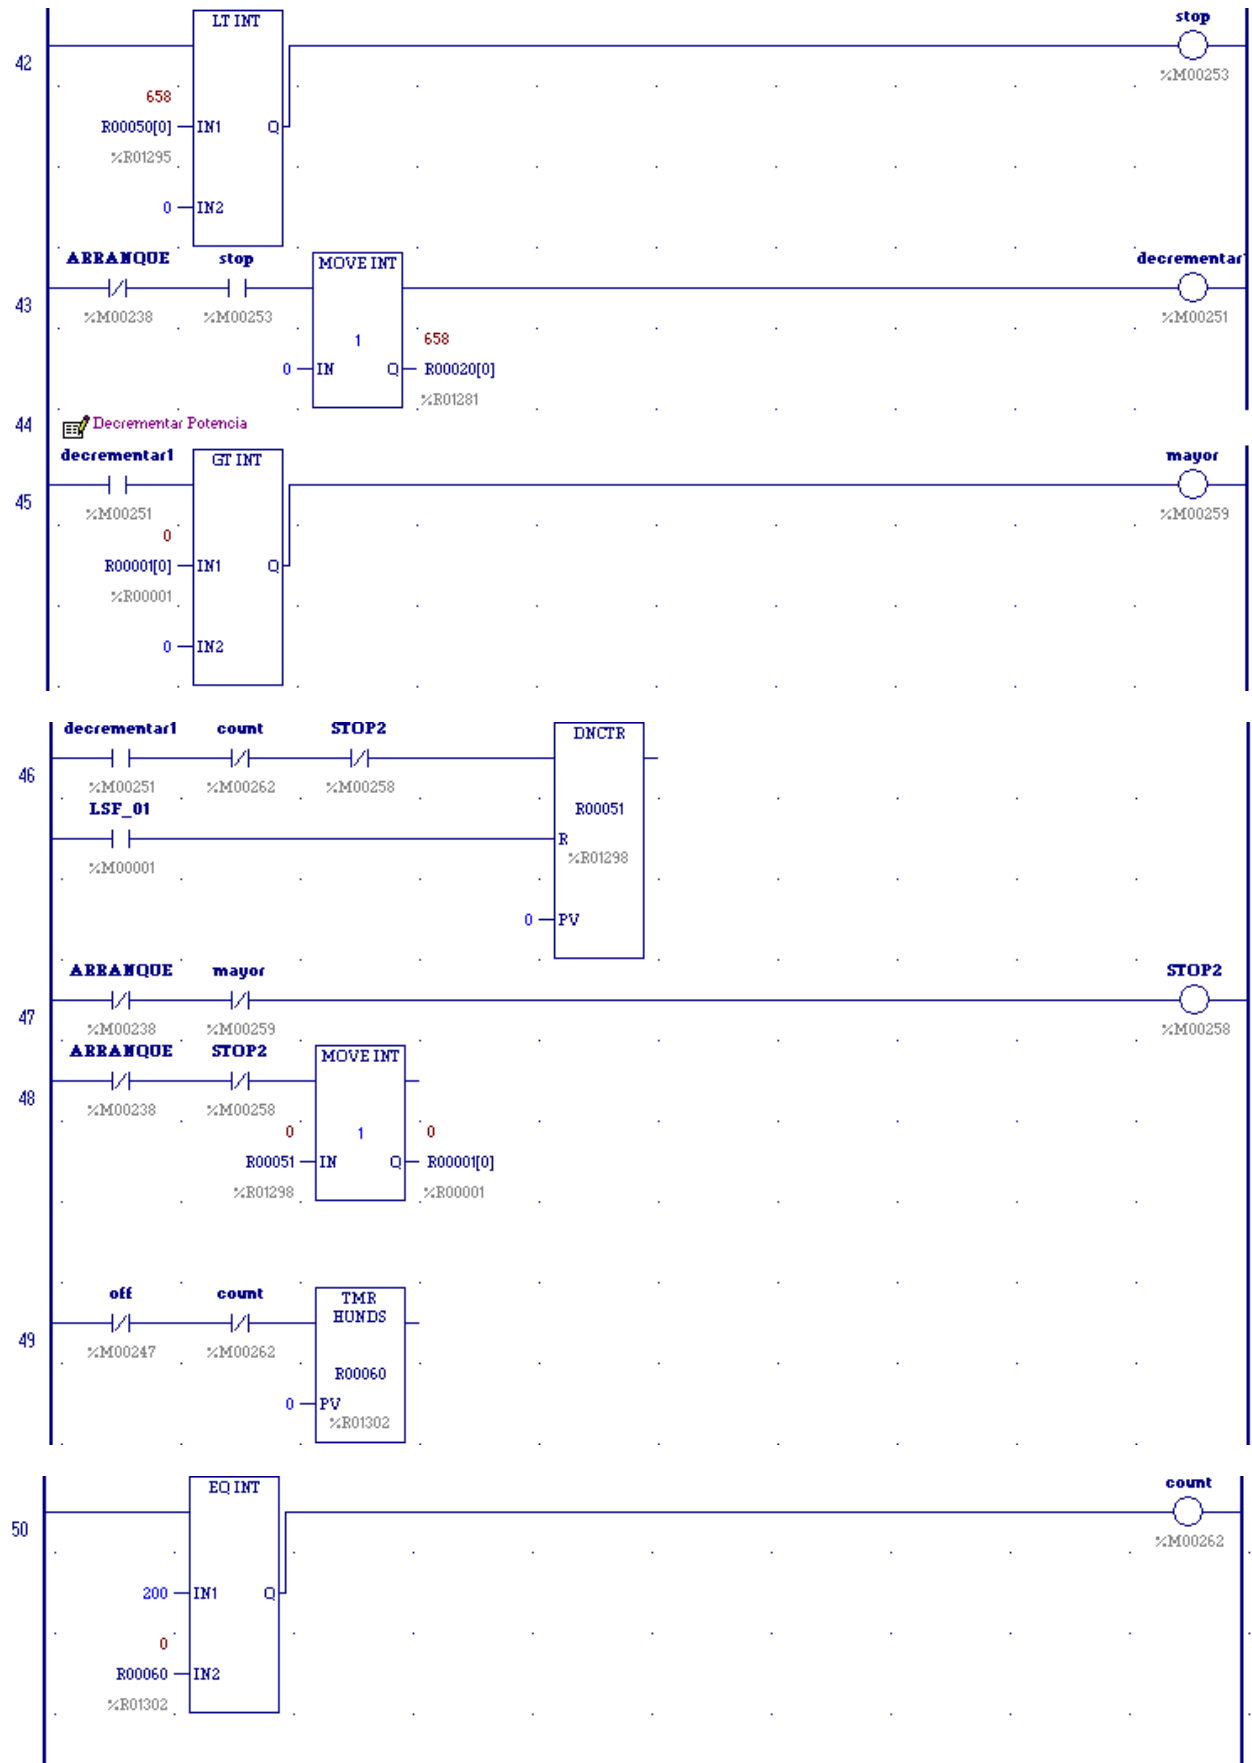 LT INT
stop
42
%M00253
658
R00050[0]
IN1
Q
%R01295
0
IN2
ARRANQUE
stop
MOVE INT
decrementar1
43
%M00238
%M00253
%M00251
1
658
0
IN
Q
R00020[0]
%R01281
44
Decrementar Potencia
decrementar1
GT INT
mayor
45
%M00251
%M00259
0
R00001[0]
IN1
Q
%R00001
0
IN2
decrementar1
count
STOP2
DNCTR
46
%M00251
%M00262
%M00258
LSF_01
R00051
R
%R01298
%M00001
0
PV
ARRANQUE
mayor
STOP2
47
%M00238
%M00259
%M00258
ARRANQUE
STOP2
MOVE INT
48
%M00238
%M00258
0
1
0
R00051
IN
Q
R00001[0]
%R01298
%R00001
off
count
TMR
HUNDS
49
%M00247
%M00262
R00060
0
PV
%R01302
EQ INT
count
50
%M00262
200
IN1
Q
0
R00060
IN2
%R01302